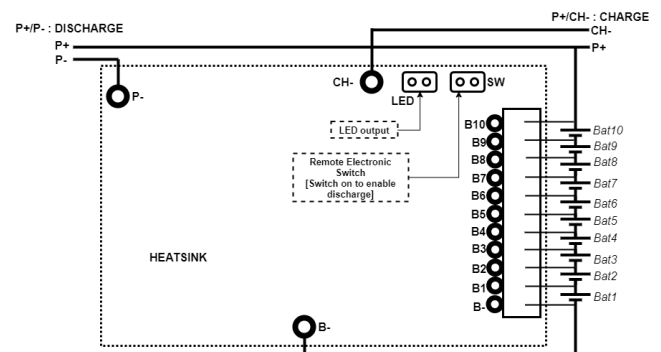 P+/P- : DISCHARGE
P+/CH- : CHARGE
CH-
P+
P+
P-
P-
CH-
SW
LED
LED output
Remote Electronic
Switch
[Switch on to enable
discharge]
HEATSINK
B10
B9
B8
B7
B6
B5
B4
B3
B2
B1
B-
Bat10
Bat9
Bat8
Bat7
Bat6
Bat5
Bat4
Bat3
Bat2
Bat1
B-